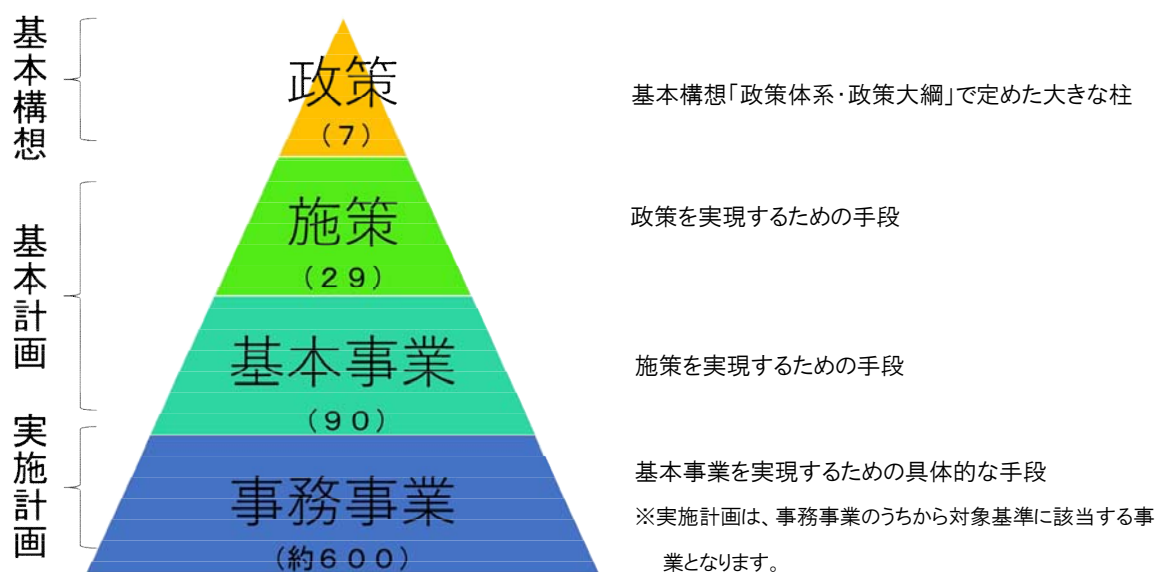 基本構想
政策
(7)
基本構想「政策体系・政策大綱」で定めた大きな柱
基本計画
施策
(29)
政策を実現するための手段
基本事業
(90)
施策を実現するための手段
実施計画
事務事業
(約600)
基本事業を実現するための具体的な手段
※実施計画は、事務事業のうちから対象基準に該当する事
業となります。